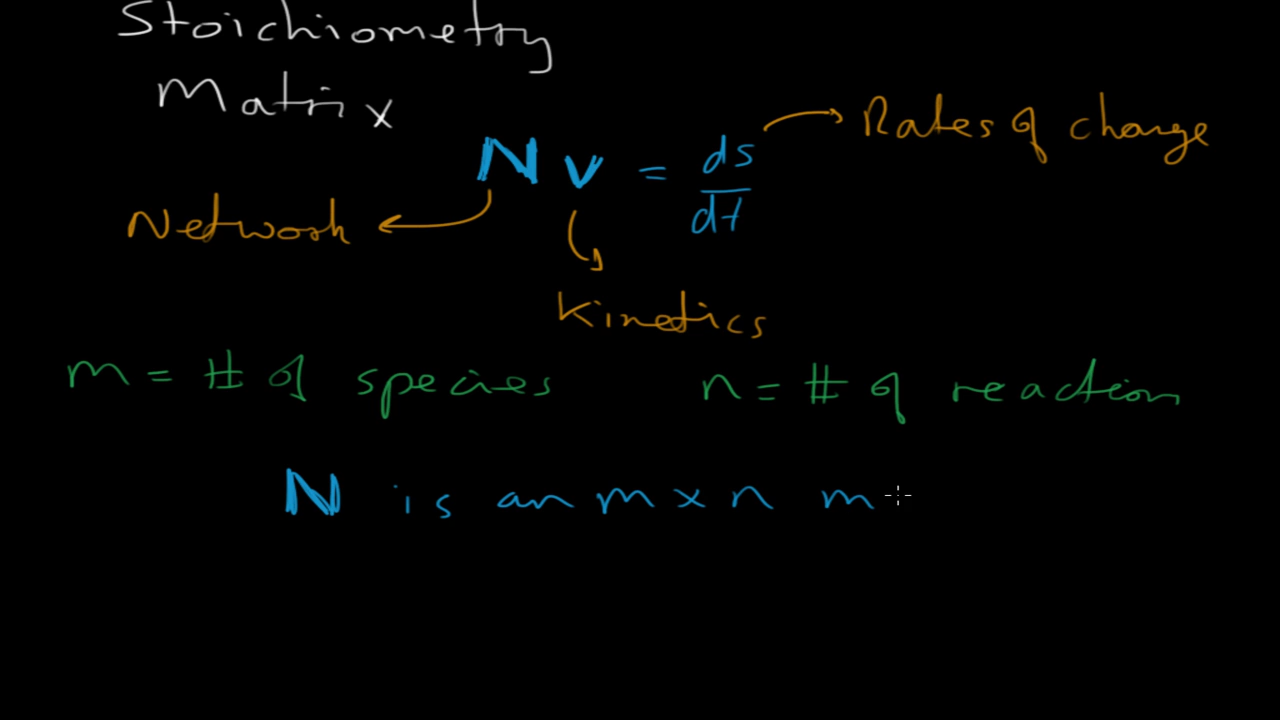 Stoichiometry
Matrix
N v = ds/dt
Rates of change
Network
Kinetics
m = # of species
n = # of reaction
N is an m × n m